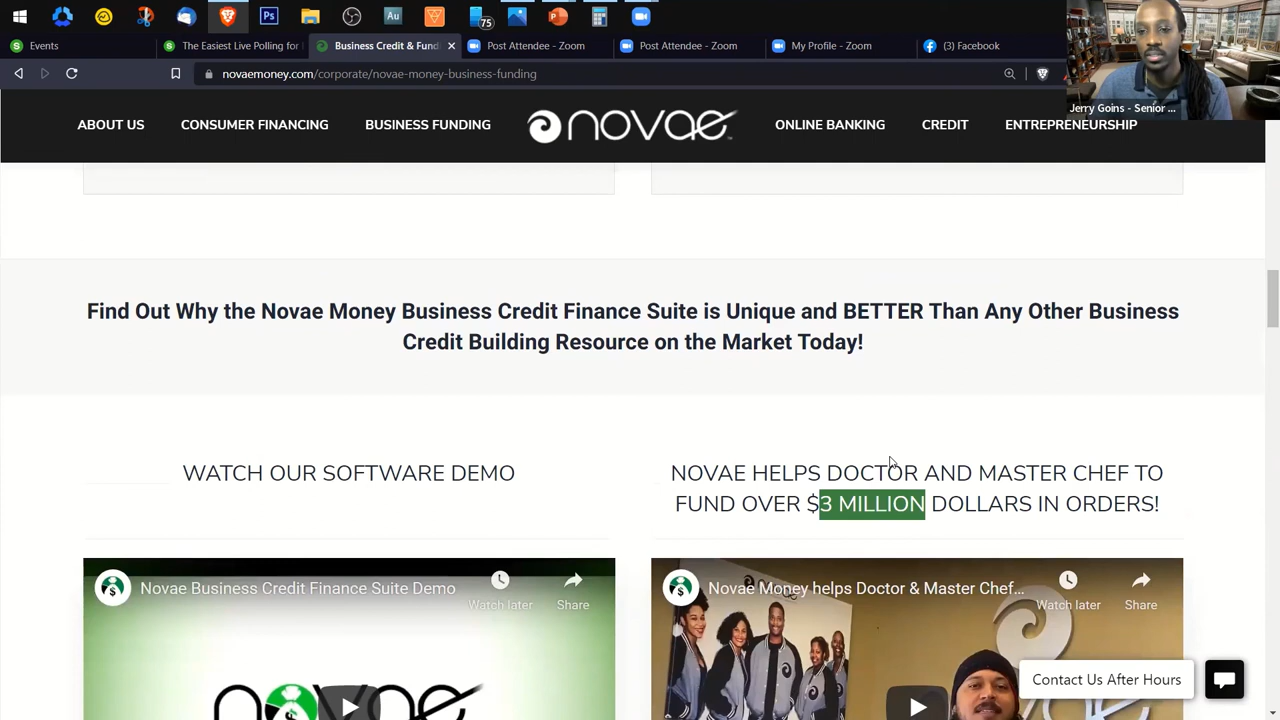 75
Events
The Easiest Live Polling for
Business Credit & Fund
Post Attendee - Zoom
Post Attendee - Zoom
My Profile - Zoom
(3) Facebook
novaemoney.com/corporate/novae-money-business-funding
Jerry Goins - Senior ...
ABOUT US
CONSUMER FINANCING
BUSINESS FUNDING
novae
ONLINE BANKING
CREDIT
ENTREPRENEURSHIP
Find Out Why the Novae Money Business Credit Finance Suite is Unique and BETTER Than Any Other Business
Credit Building Resource on the Market Today!
WATCH OUR SOFTWARE DEMO
NOVAE HELPS DOCTOR AND MASTER CHEF TO
FUND OVER $3 MILLION DOLLARS IN ORDERS!
Novae Business Credit Finance Suite Demo
Watch later
Share
Novae Money helps Doctor & Master Chef...
Watch later
Share
novae
Contact Us After Hours